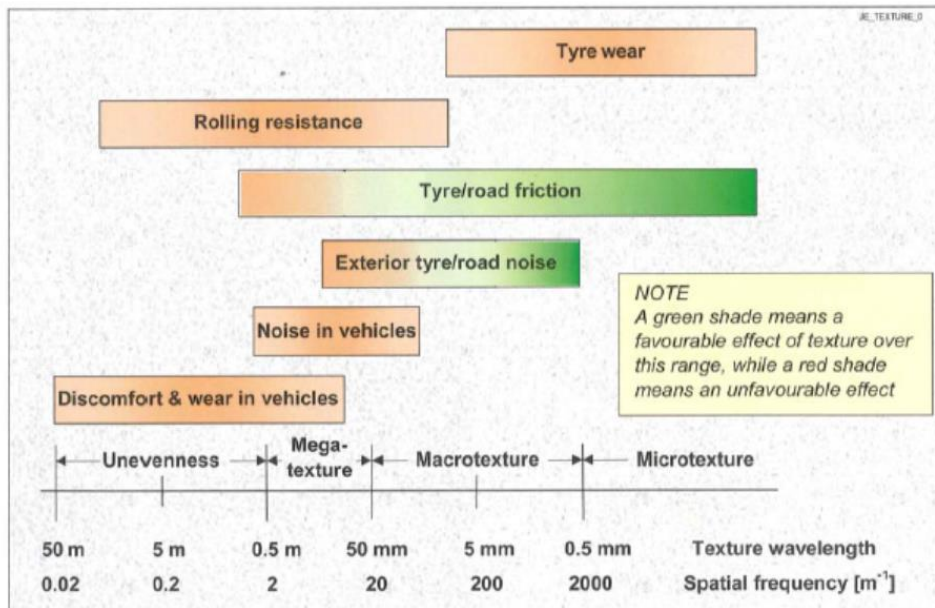 JE_TEXTURE_0
Tyre wear
Rolling resistance
Tyre/road friction
Exterior tyre/road noise
NOTE
A green shade means a
favourable effect of texture over
this range, while a red shade
means an unfavourable effect
Noise in vehicles
Discomfort & wear in vehicles
Unevenness
Mega-
texture
Macrotexture
Microtexture
50 m 5 m 0.5 m 50 mm 5 mm 0.5 mm Texture wavelength
0.02 0.2 2 20 200 2000 Spatial frequency [m⁻¹]